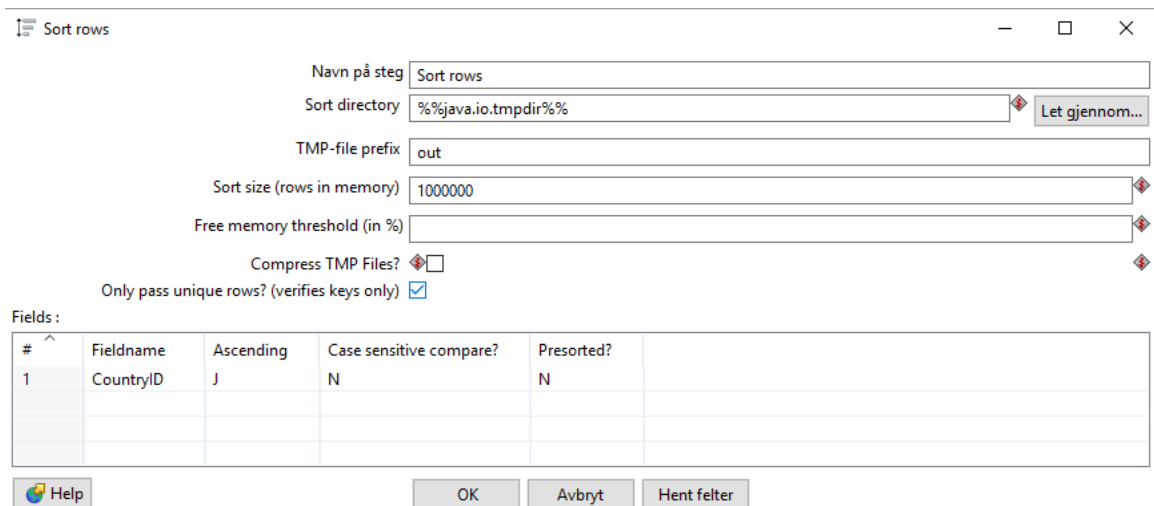 Sort rows
Navn på steg Sort rows
Sort directory %%java.io.tmpdir%% Let gjennom...
TMP-file prefix out
Sort size (rows in memory) 1000000
Free memory threshold (in %)
Compress TMP Files?
Only pass unique rows? (verifies keys only)
Fields :
# Fieldname Ascending Case sensitive compare? Presorted?
1 CountryID J N N
Help OK Avbryt Hent felter